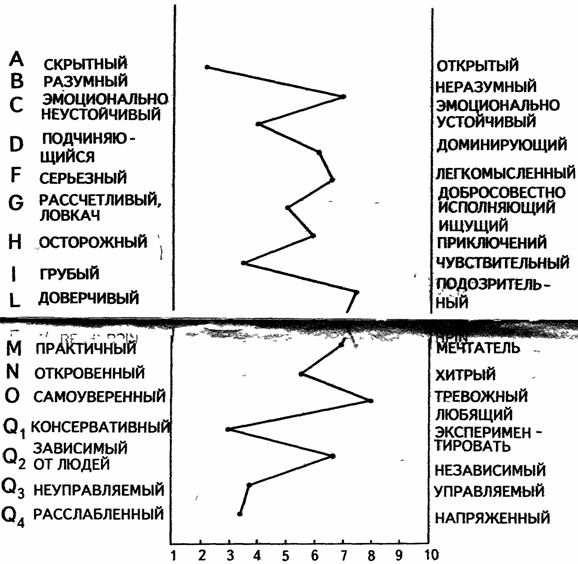 A СКРЫТНЫЙ ОТКРЫТЫЙ
B РАЗУМНЫЙ НЕРАЗУМНЫЙ
C ЭМОЦИОНАЛЬНО НЕУСТОЙЧИВЫЙ
ЭМОЦИОНАЛЬНО УСТОЙЧИВЫЙ
D ПОДЧИНЯЮ-
ЩИЙСЯ
ДОМИНИРУЮЩИЙ
F СЕРЬЕЗНЫЙ ЛЕГКОМЫСЛЕННЫЙ
G РАССЧЕТЛИВЫЙ,
ЛОВКАЧ
ДОБРОСОВЕСТНО
ИСПОЛНЯЮЩИЙ
H ОСТОРОЖНЫЙ
ИЩУЩИЙ
ПРИКЛЮЧЕНИЙ
I ГРУБЫЙ ЧУВСТВИТЕЛЬНЫЙ
L ДОВЕРЧИВЫЙ
ПОДОЗРИТЕЛЬ-
НЫЙ
M ПРАКТИЧНЫЙ МЕЧТАТЕЛЬ
N ОТКРОВЕННЫЙ ХИТРЫЙ
O САМОУВЕРЕННЫЙ ТРЕВОЖНЫЙ
Q1 КОНСЕРВАТИВНЫЙ
ЛЮБЯЩИЙ
ЭКСПЕРИМЕН-
ТИРОВАТЬ
Q2 ЗАВИСИМЫЙ
ОТ ЛЮДЕЙ
НЕЗАВИСИМЫЙ
Q3 НЕУПРАВЛЯЕМЫЙ УПРАВЛЯЕМЫЙ
Q4 РАССЛАБЛЕННЫЙ НАПРЯЖЕННЫЙ
1 2 3 4 5 6 7 8 9 10